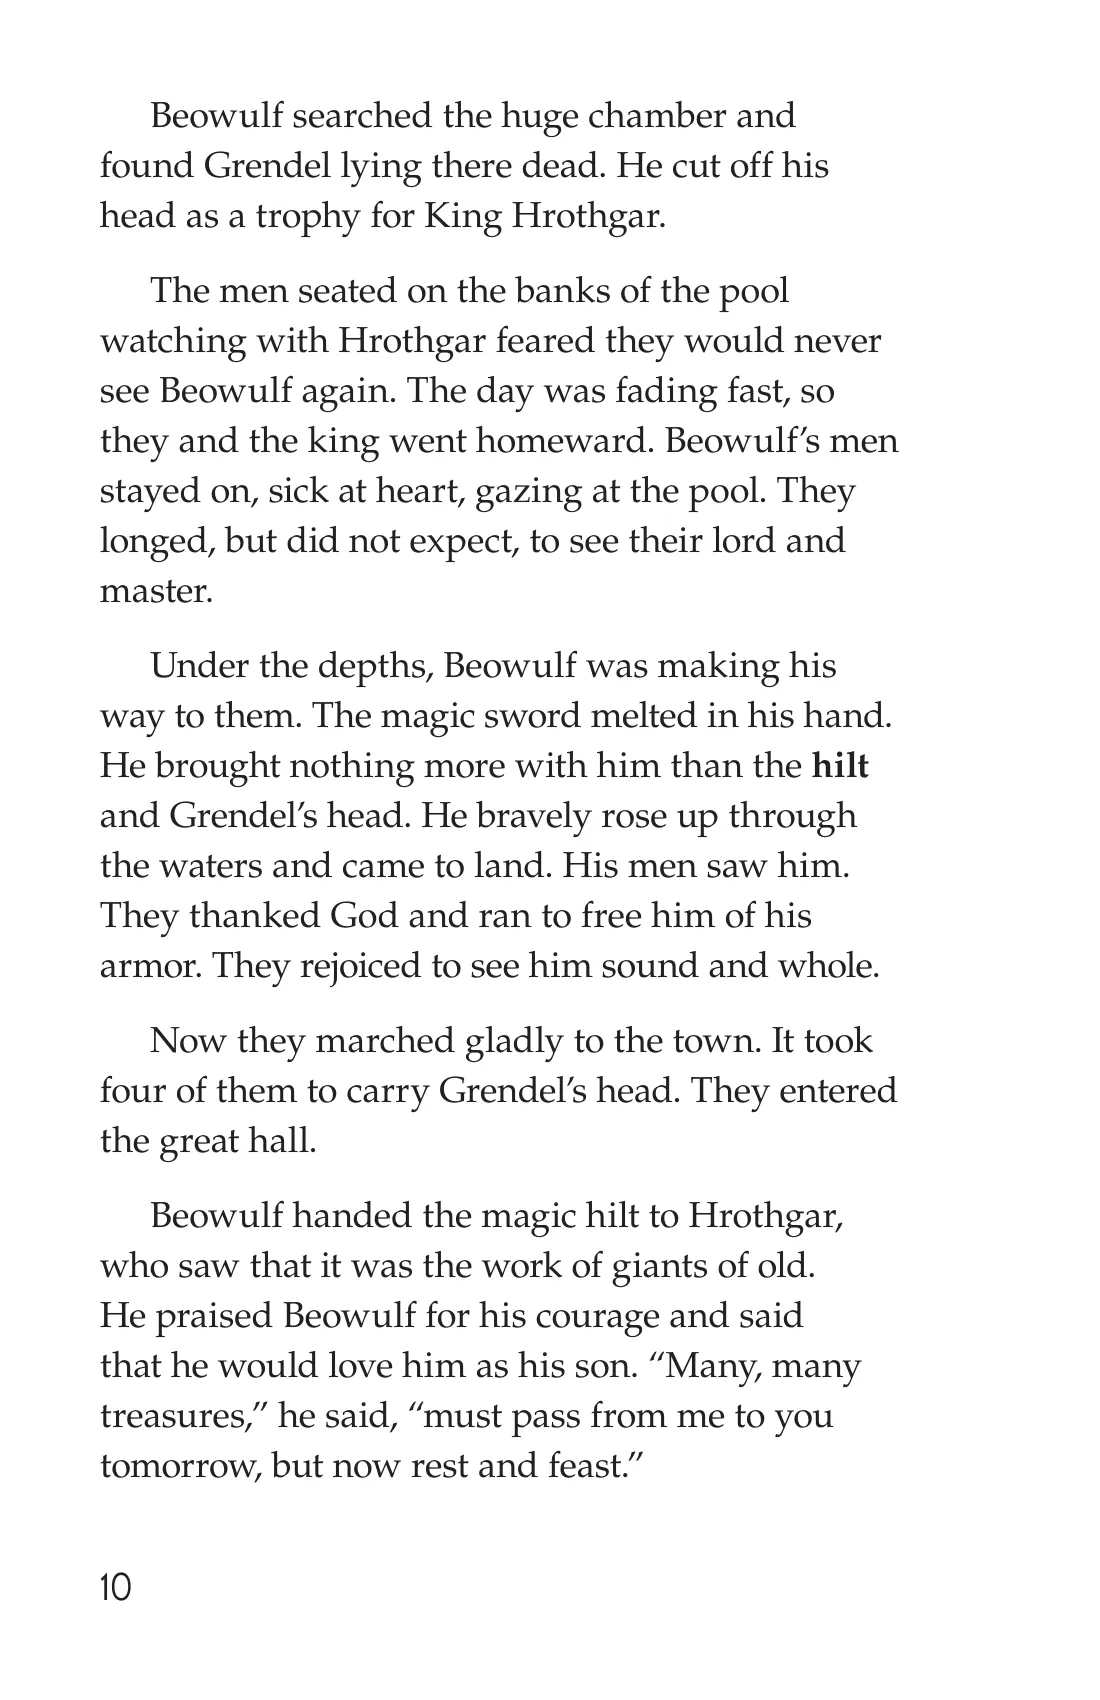 Beowulf searched the huge chamber and
found Grendel lying there dead. He cut off his
head as a trophy for King Hrothgar.
The men seated on the banks of the pool
watching with Hrothgar feared they would never
see Beowulf again. The day was fading fast, so
they and the king went homeward. Beowulf’s men
stayed on, sick at heart, gazing at the pool. They
longed, but did not expect, to see their lord and
master.
Under the depths, Beowulf was making his
way to them. The magic sword melted in his hand.
He brought nothing more with him than the hilt
and Grendel’s head. He bravely rose up through
the waters and came to land. His men saw him.
They thanked God and ran to free him of his
armor. They rejoiced to see him sound and whole.
Now they marched gladly to the town. It took
four of them to carry Grendel’s head. They entered
the great hall.
Beowulf handed the magic hilt to Hrothgar,
who saw that it was the work of giants of old.
He praised Beowulf for his courage and said
that he would love him as his son. “Many, many
treasures,” he said, “must pass from me to you
tomorrow, but now rest and feast.”
10